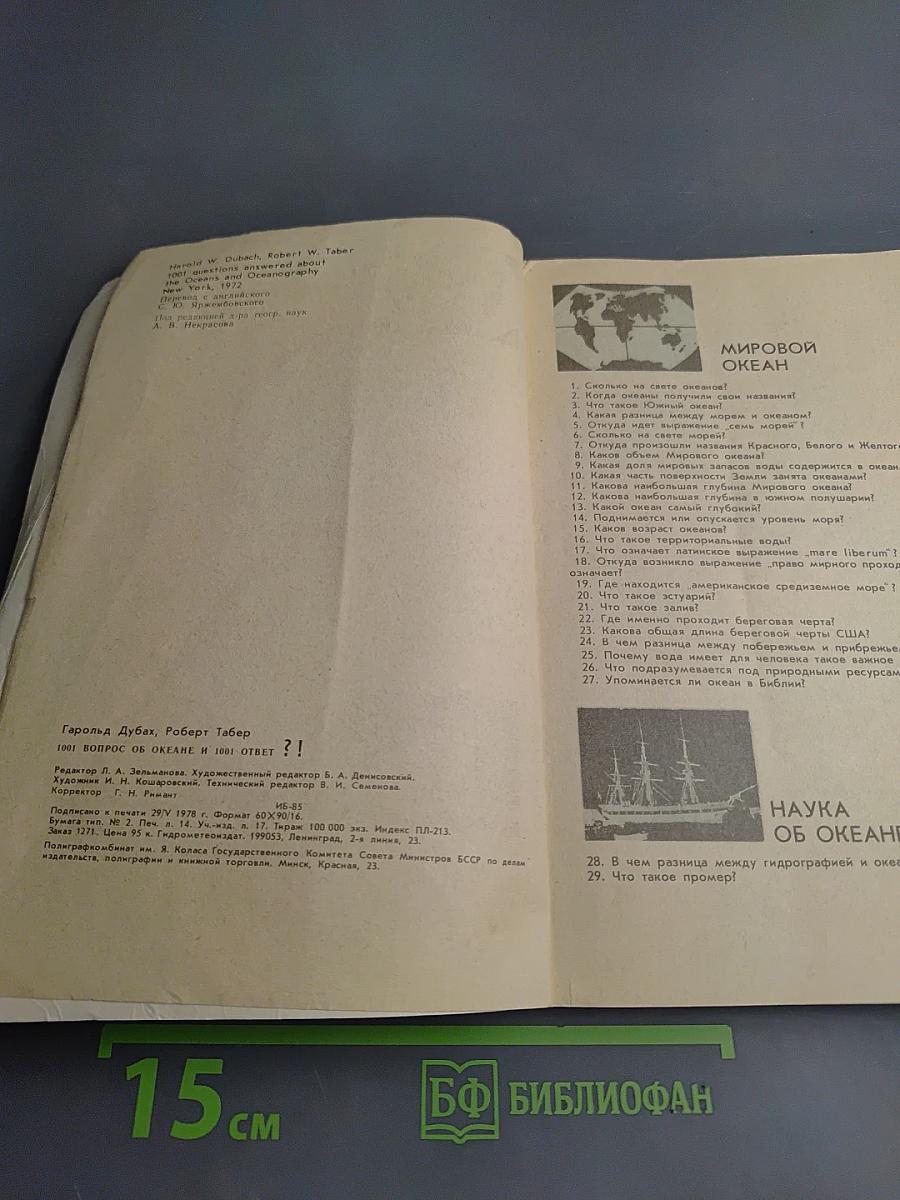 Harold W. Dubach, Robert W. Taber
1001 questions answered about
the Oceans and Oceanography
New York, 1972
Перевод с английского
С. Ю. Яржембовского
Под редакцией д-ра геогр. наук
А. В. Некрасова
Гарольд Дубах, Роберт Табер
1001 ВОПРОС ОБ ОКЕАНЕ И 1001 ОТВЕТ ?!
Редактор Л. А. Зельманова. Художественный редактор Б. А. Денисовский.
Художник И. Н. Кошаровский. Технический редактор В. И. Семенова.
Корректор Г. Н. Римант
ИБ-85
Подписано к печати 29/V 1978 г. Формат 60×90/16.
Бумага тип. № 2. Печ. л. 14. Уч.-изд. л. 17. Тираж 100 000 экз. Индекс ПЛ-213.
Заказ 1271. Цена 95 к. Гидрометеоиздат. 199053, Ленинград, 2-я линия, 23.
Полиграфкомбинат им. Я. Коласа Государственного Комитета Совета Министров БССР по делам
издательств, полиграфии и книжной торговли. Минск, Красная, 23.
МИРОВОЙ
ОКЕАН
1. Сколько на свете океанов?
2. Когда океаны получили свои названия?
3. Что такое Южный океан?
4. Какая разница между морем и океаном?
5. Откуда идет выражение „семь морей"?
6. Сколько на свете морей?
7. Откуда произошли названия Красного, Белого и Желтого
8. Каков объем Мирового океана?
9. Какая доля мировых запасов воды содержится в океан
10. Какая часть поверхности Земли занята океанами?
11. Какова наибольшая глубина Мирового океана?
12. Какова наибольшая глубина в южном полушарии?
13. Какой океан самый глубокий?
14. Поднимается или опускается уровень моря?
15. Каков возраст океанов?
16. Что такое территориальные воды?
17. Что означает латинское выражение „mare liberum"?
18. Откуда возникло выражение „право мирного проход
означает?
19. Где находится „американское средиземное море"?
20. Что такое эстуарий?
21. Что такое залив?
22. Где именно проходит береговая черта?
23. Какова общая длина береговой черты США?
24. В чем разница между побережьем и прибрежьем
25. Почему вода имеет для человека такое важное
26. Что подразумевается под природными ресурсам
27. Упоминается ли океан в Библии?
НАУКА
ОБ ОКЕАНЕ
28. В чем разница между гидрографией и океа
29. Что такое промер?
15 см
БФ БИБЛИОФАН